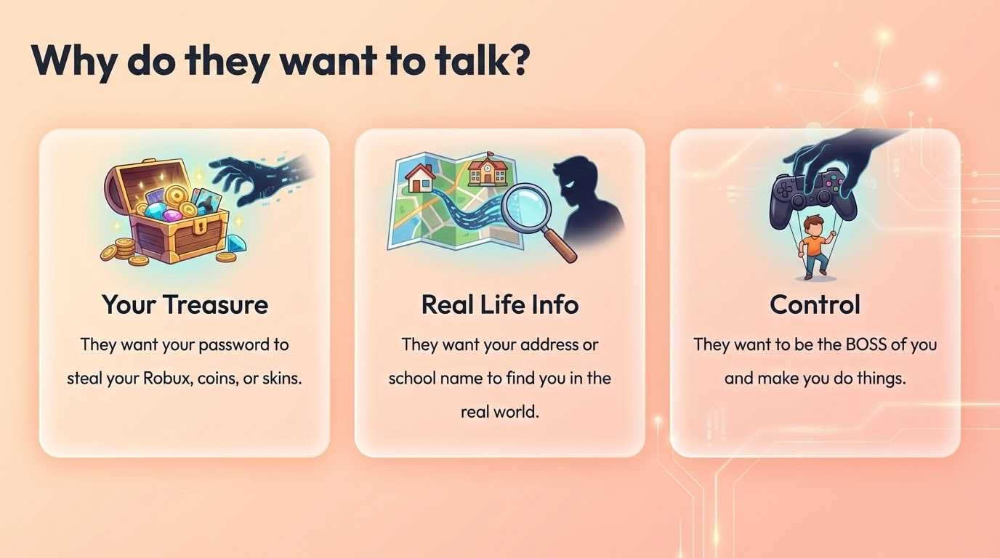 Why do they want to talk?
Your Treasure
They want your password to
steal your Robux, coins, or skins.
Real Life Info
They want your address or
school name to find you in the
real world.
Control
They want to be the BOSS of you
and make you do things.